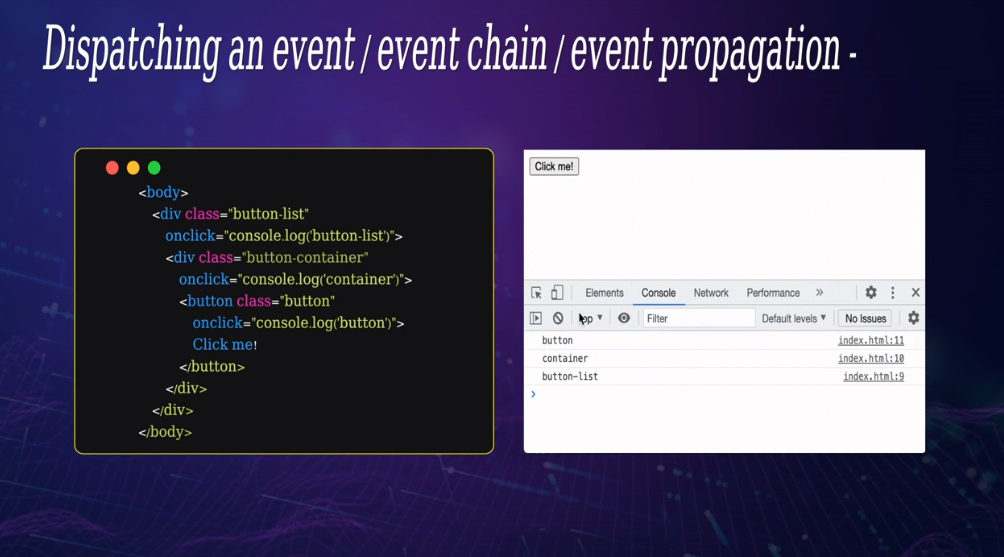 Dispatching an event / event chain / event propagation -
<body>
<div class="button-list"
onclick="console.log('button-list')">
<div class="button-container"
onclick="console.log('container')">
<button class="button"
onclick="console.log('button')">
Click me!
</button>
</div>
</div>
</body>
Click me!
Elements Console Network Performance »
Filter Default levels ▼ No Issues
button index.html:11
container index.html:10
button-list index.html:9
>